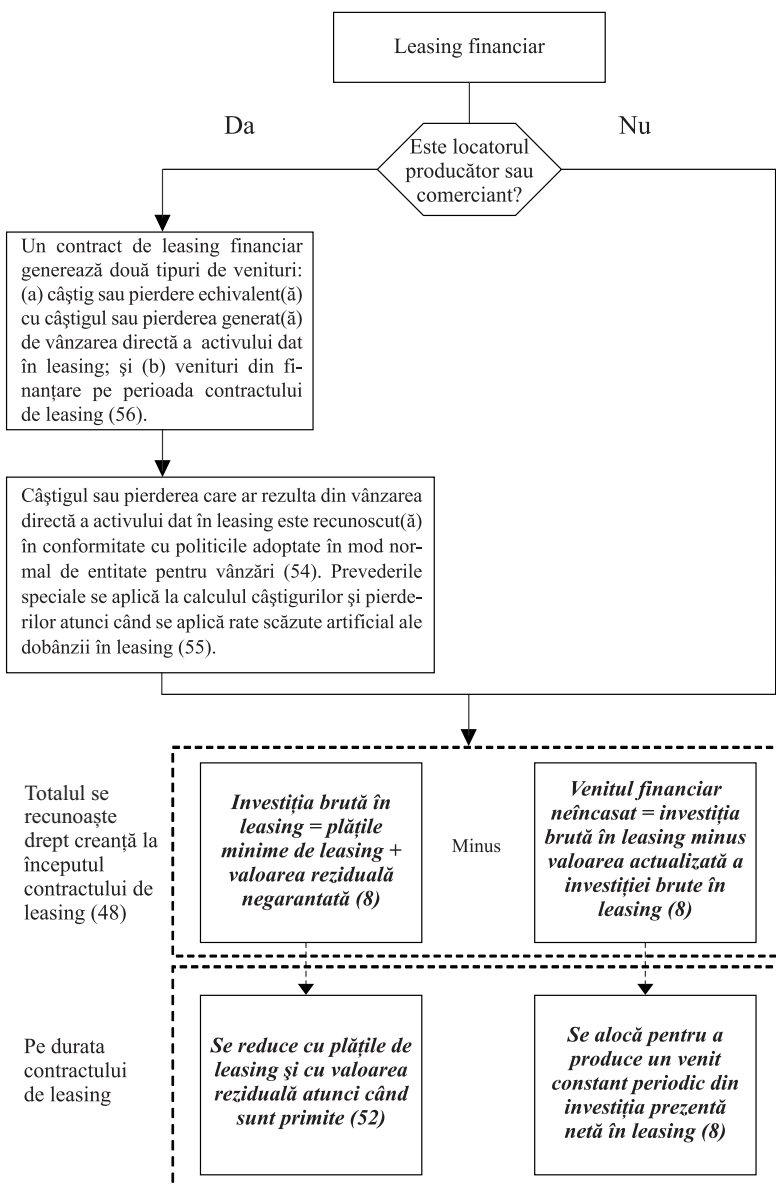 Leasing financiar
Da
Nu
Este locatorul
producător sau
comerciant?
Un contract de leasing financiar
generează două tipuri de venituri:
(a) câştig sau pierdere echivalent(ă)
cu câştigul sau pierderea generat(ă)
de vânzarea directă a activului dat
în leasing; şi (b) venituri din fi-
nanţare pe perioada contractului
de leasing (56).
Câştigul sau pierderea care ar rezulta din vânzarea
directă a activului dat în leasing este recunoscut(ă)
în conformitate cu politicile adoptate în mod nor-
mal de entitate pentru vânzări (54). Prevederile
speciale se aplică la calculul câştigurilor şi pierde-
rilor atunci când se aplică rate scăzute artificial ale
dobânzii în leasing (55).
Totalul se
recunoaşte
drept creanţă la
începutul
contractului de
leasing (48)
Investiţia brută în
leasing = plăţile
minime de leasing +
valoarea reziduală
negarantată (8)
Minus
Venitul financiar
neîncasat = investiţia
brută în leasing minus
valoarea actualizată a
investiţiei brute în
leasing (8)
Pe durata
contractului
de leasing
Se reduce cu plăţile de
leasing şi cu valoarea
reziduală atunci când
sunt primite (52)
Se alocă pentru a
produce un venit
constant periodic din
investiţia prezentă
netă în leasing (8)